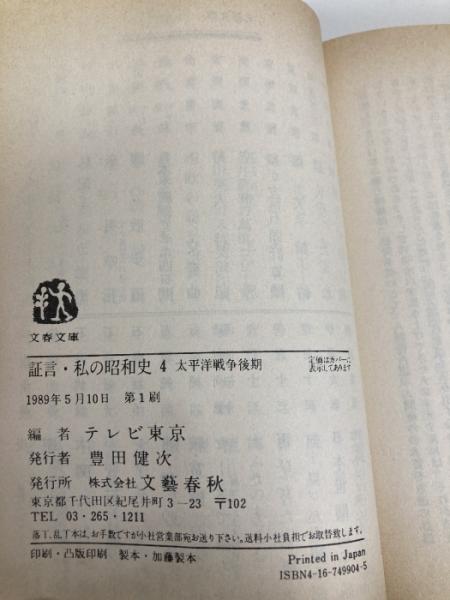 文春文庫
証言・私の昭和史 4 太平洋戦争後期
定価はカバーに
表示してあります
1989年5月10日 第1刷
編 者 テレビ東京
発行者 豊田健次
発行所 株式会社 文藝春秋
東京都千代田区紀尾井町3―23 〒102
TEL 03・265・1211
落丁、乱丁本は、お手数ですが小社営業部宛お送り下さい。送料小社負担でお取替致します。
印刷・凸版印刷 製本・加藤製本
Printed in Japan
ISBN4-16-749904-5